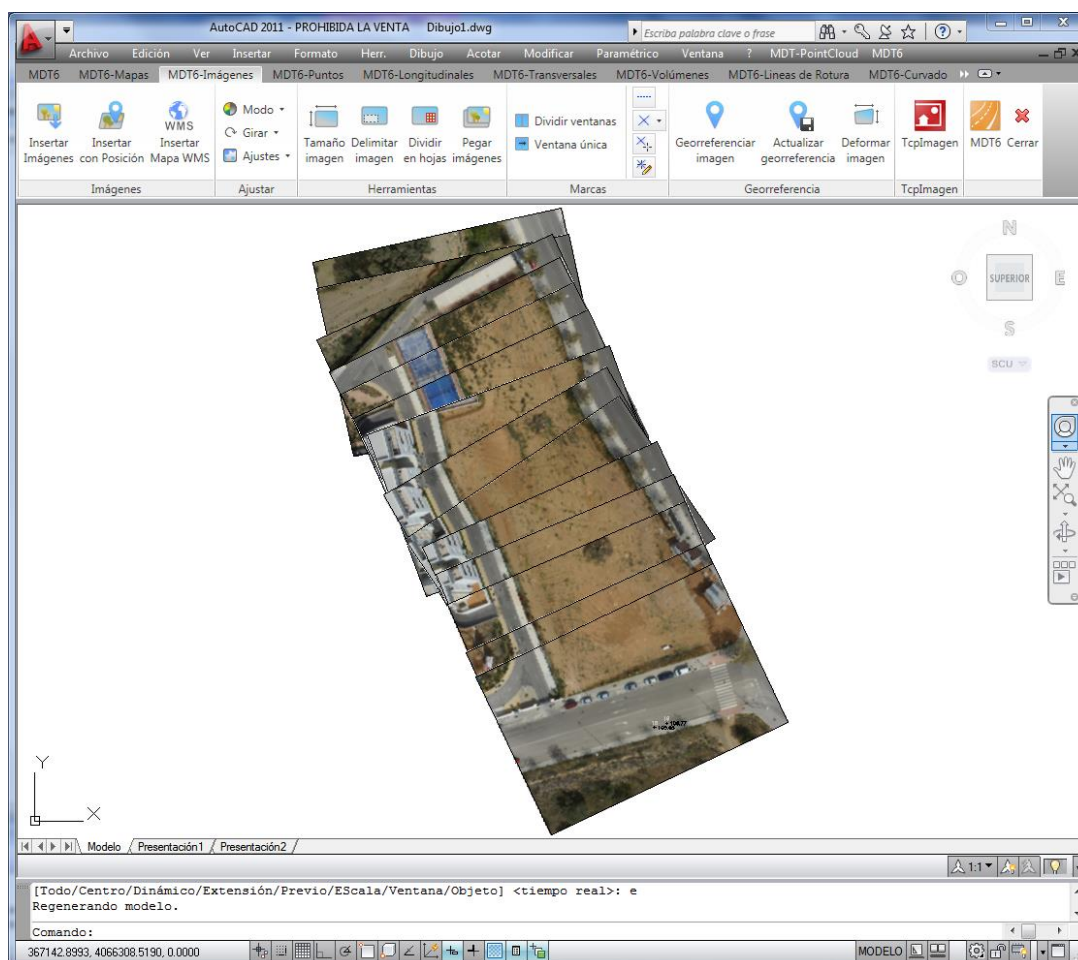 AutoCAD 2011 - PROHIBIDA LA VENTA Dibujo1.dwg
Escriba palabra clave o frase
Archivo Edición Ver Insertar Formato Herr. Dibujo Acotar Modificar Paramétrico Ventana ? MDT-PointCloud MDT6
MDT6 MDT6-Mapas MDT6-Imágenes MDT6-Puntos MDT6-Longitudinales MDT6-Transversales MDT6-Volúmenes MDT6-Lineas de Rotura MDT6-Curvado
Insertar Imágenes
Insertar con Posición
WMS
Insertar Mapa WMS
Modo
Girar
Ajustes
Tamaño imagen
Delimitar imagen
Dividir en hojas
Pegar imágenes
Dividir ventanas
Ventana única
Georreferenciar imagen
Actualizar georreferencia
Deformar imagen
TcpImagen
MDT6
Cerrar
Imágenes Ajustar Herramientas Marcas Georreferencia TcpImagen
N
O
SUPERIOR
E
S
SCU
Y
X
Modelo Presentación1 Presentación2
1:1
[Todo/Centro/Dinámico/Extensión/Previo/EScala/Ventana/Objeto] <tiempo real>: e
Regenerando modelo.
Comando:
367142.8993, 4066308.5190, 0.0000
MODELO